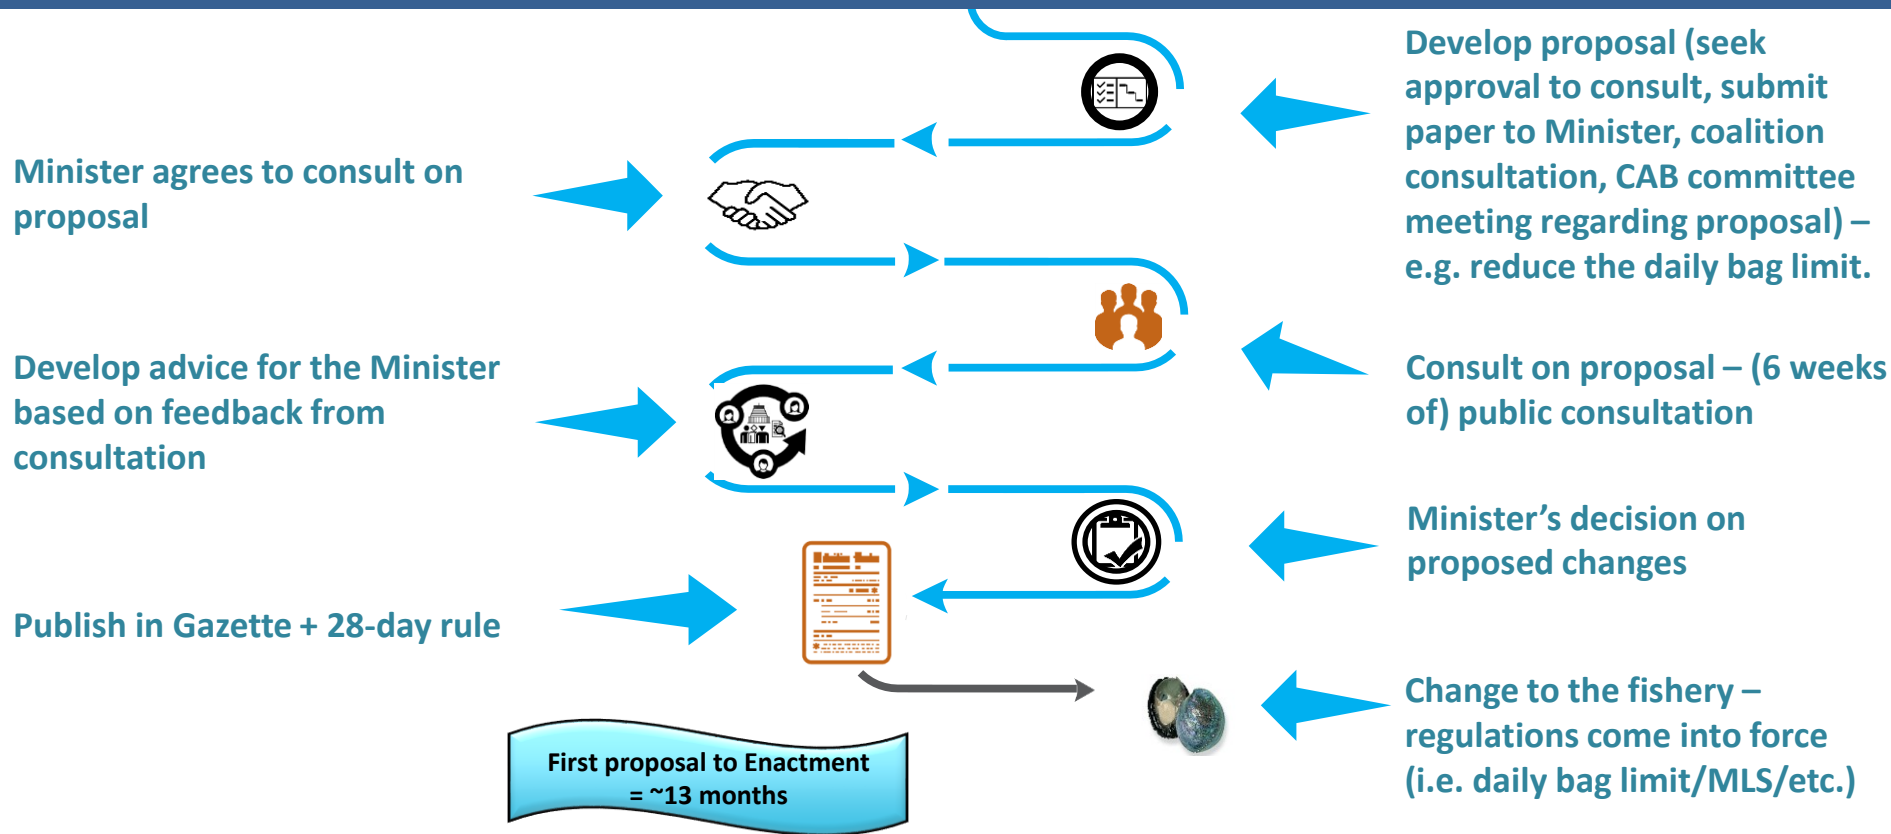 Develop proposal (seek
approval to consult, submit
paper to Minister, coalition
consultation, CAB committee
meeting regarding proposal) –
e.g. reduce the daily bag limit.
Minister agrees to consult on
proposal
Consult on proposal – (6 weeks
of) public consultation
Develop advice for the Minister
based on feedback from
consultation
Minister’s decision on
proposed changes
Publish in Gazette + 28-day rule
Change to the fishery –
regulations come into force
(i.e. daily bag limit/MLS/etc.)
First proposal to Enactment
= ~13 months